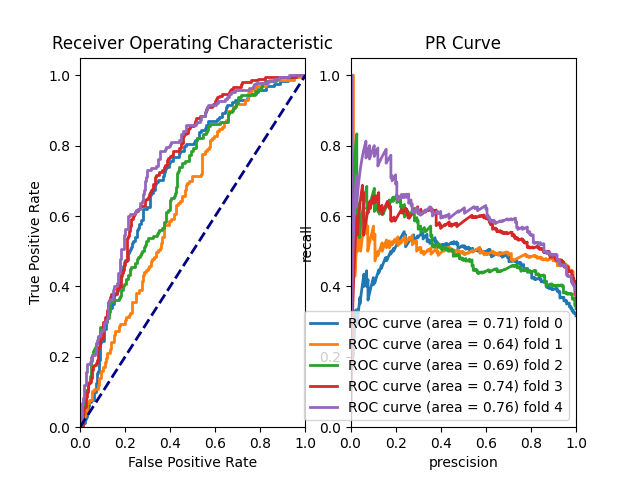 Receiver Operating Characteristic
1.0
0.8
0.6
0.4
0.2
0.0
True Positive Rate
0.0 0.2 0.4 0.6 0.8 1.0
False Positive Rate
PR Curve
1.0
0.8
0.6
0.4
0.2
0.0
recall
0.0 0.2 0.4 0.6 0.8 1.0
prescision
ROC curve (area = 0.71) fold 0
ROC curve (area = 0.64) fold 1
ROC curve (area = 0.69) fold 2
ROC curve (area = 0.74) fold 3
ROC curve (area = 0.76) fold 4